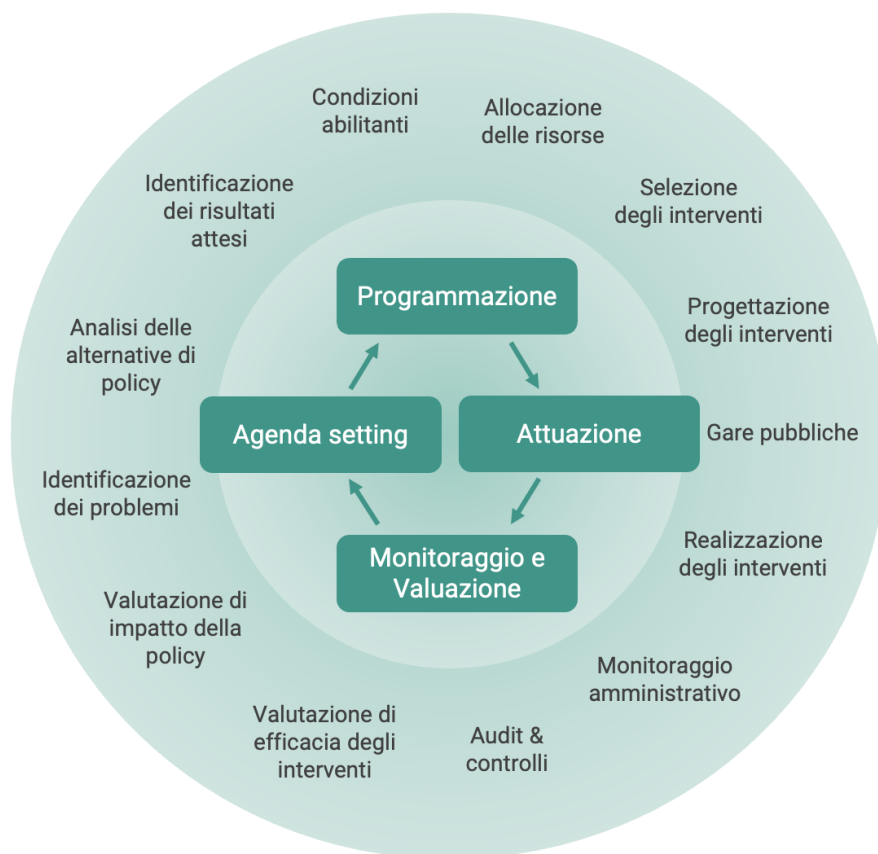 Condizioni
abilitanti
Allocazione
delle risorse
Identificazione
dei risultati
attesi
Selezione
degli interventi
Programmazione
Progettazione
degli interventi
Analisi delle
alternative di
policy
Agenda setting
Attuazione
Gare pubbliche
Identificazione
dei problemi
Monitoraggio e
Valuazione
Realizzazione
degli interventi
Valutazione di
impatto della
policy
Monitoraggio
amministrativo
Valutazione di
efficacia degli
interventi
Audit &
controlli